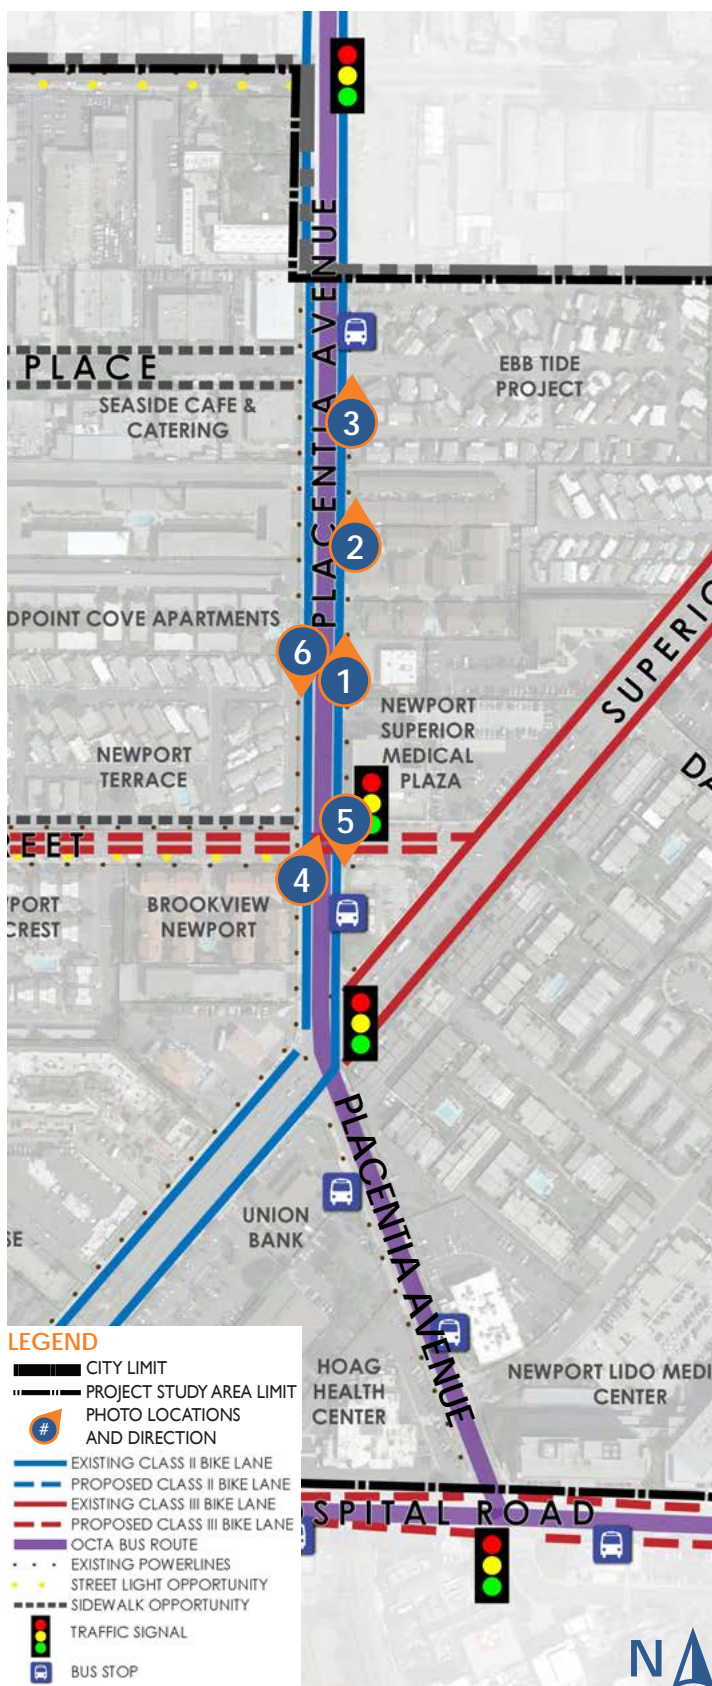 PLACENTIA AVENUE
PLACE
SEASIDE CAFE &
CATERING
EBB TIDE
PROJECT
3
2
DPOINT COVE APARTMENTS
6
1
SUPERIO
NEWPORT
SUPERIOR
MEDICAL
PLAZA
NEWPORT
TERRACE
DA
5
REET
4
PORT
CREST
BROOKVIEW
NEWPORT
PLACENTIA AVENUE
UNION
BANK
SE
HOAG
HEALTH
CENTER
NEWPORT LIDO MEDI
CENTER
SPITAL ROAD
LEGEND
CITY LIMIT
PROJECT STUDY AREA LIMIT
# PHOTO LOCATIONS
AND DIRECTION
EXISTING CLASS II BIKE LANE
PROPOSED CLASS II BIKE LANE
EXISTING CLASS III BIKE LANE
PROPOSED CLASS III BIKE LANE
OCTA BUS ROUTE
EXISTING POWERLINES
STREET LIGHT OPPORTUNITY
SIDEWALK OPPORTUNITY
TRAFFIC SIGNAL
BUS STOP
N